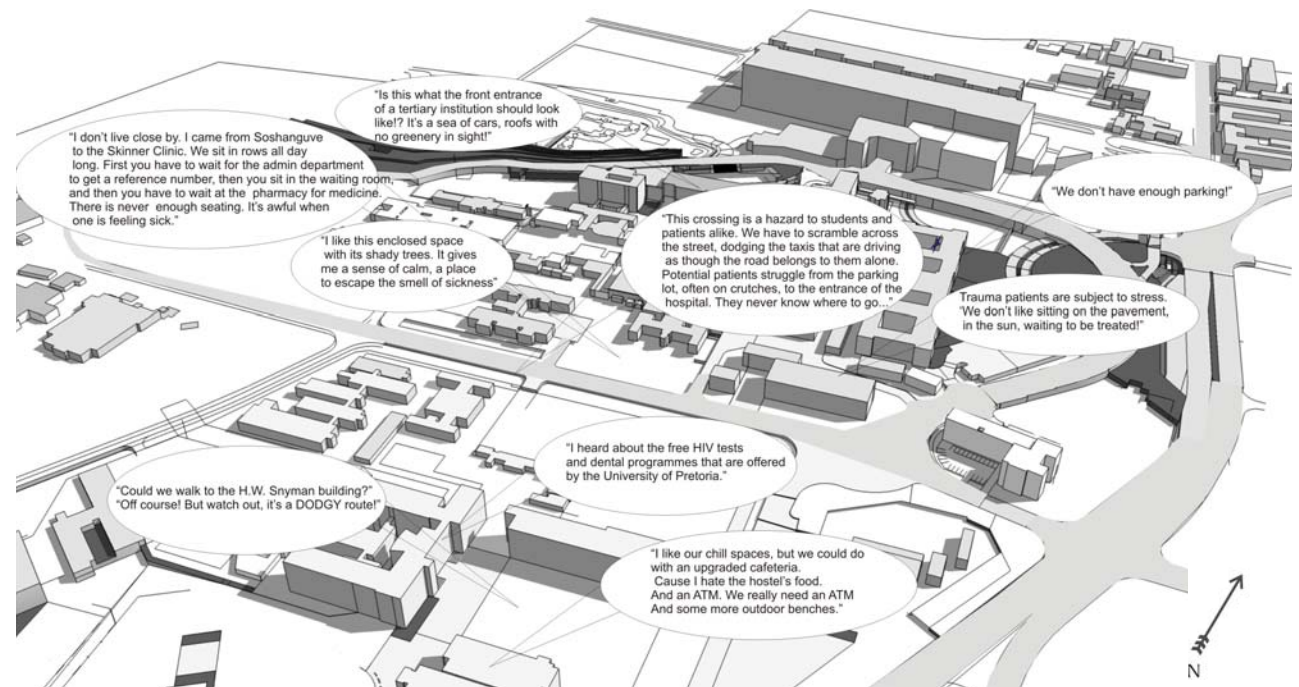 “Is this what the front entrance
of a tertiary institution should look
like!? It’s a sea of cars, roofs with
no greenery in sight!”
“I don’t live close by. I came from Soshanguve
to the Skinner Clinic. We sit in rows all day
long. First you have to wait for the admin department
to get a reference number, then you sit in the waiting room,
and then you have to wait at the pharmacy for medicine.
There is never enough seating. It’s awful when
one is feeling sick.”
“We don’t have enough parking!”
“This crossing is a hazard to students and
patients alike. We have to scramble across
the street, dodging the taxis that are driving
as though the road belongs to them alone.
Potential patients struggle from the parking
lot, often on crutches, to the entrance of the
hospital. They never know where to go...”
“I like this enclosed space
with its shady trees. It gives
me a sense of calm, a place
to escape the smell of sickness”
Trauma patients are subject to stress.
‘We don’t like sitting on the pavement,
in the sun, waiting to be treated!”
“I heard about the free HIV tests
and dental programmes that are offered
by the University of Pretoria.”
“Could we walk to the H.W. Snyman building?”
“Off course! But watch out, it’s a DODGY route!”
“I like our chill spaces, but we could do
with an upgraded cafeteria.
Cause I hate the hostel’s food.
And an ATM. We really need an ATM
And some more outdoor benches.”
N